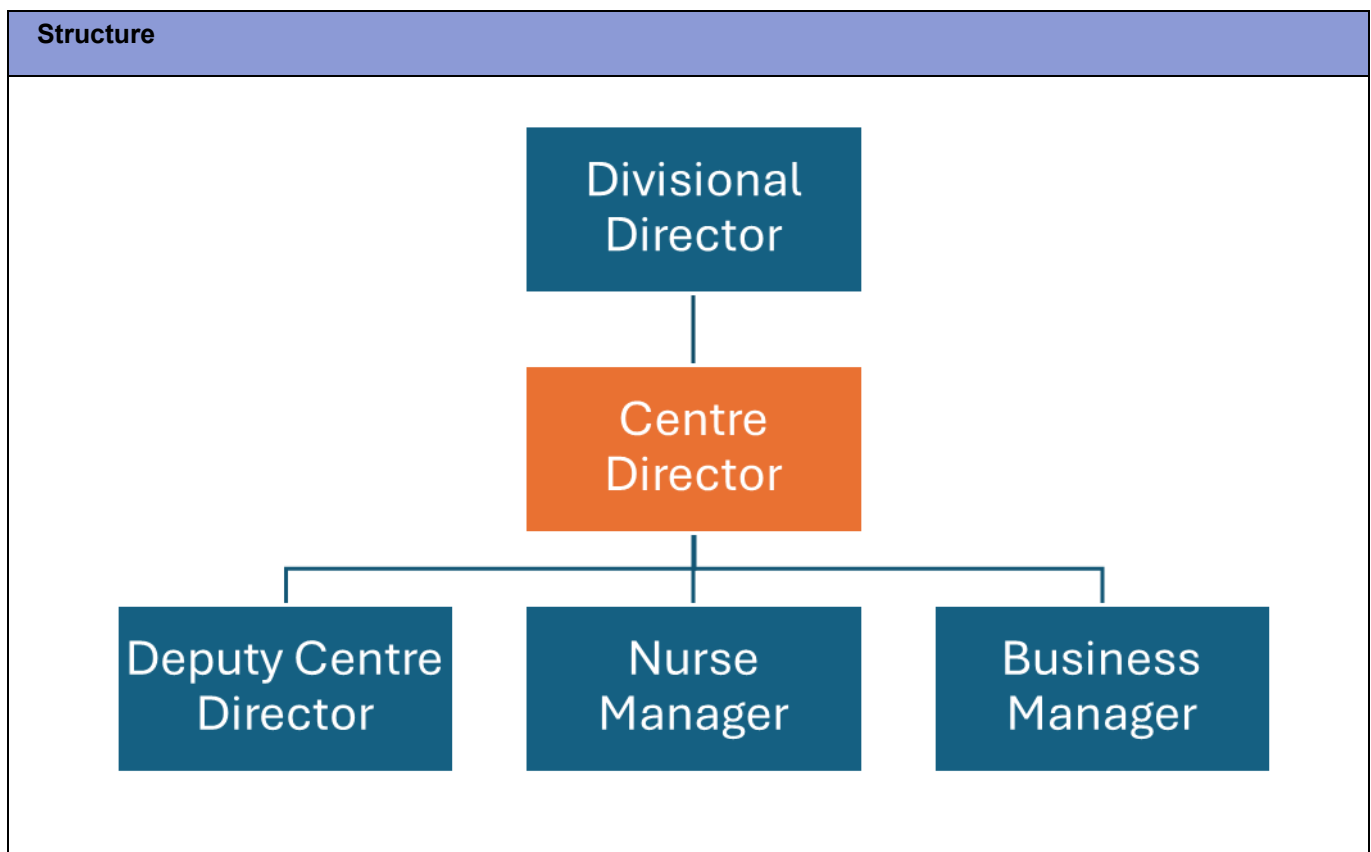 Structure
Divisional
Director
Centre
Director
Deputy Centre
Director
Nurse
Manager
Business
Manager